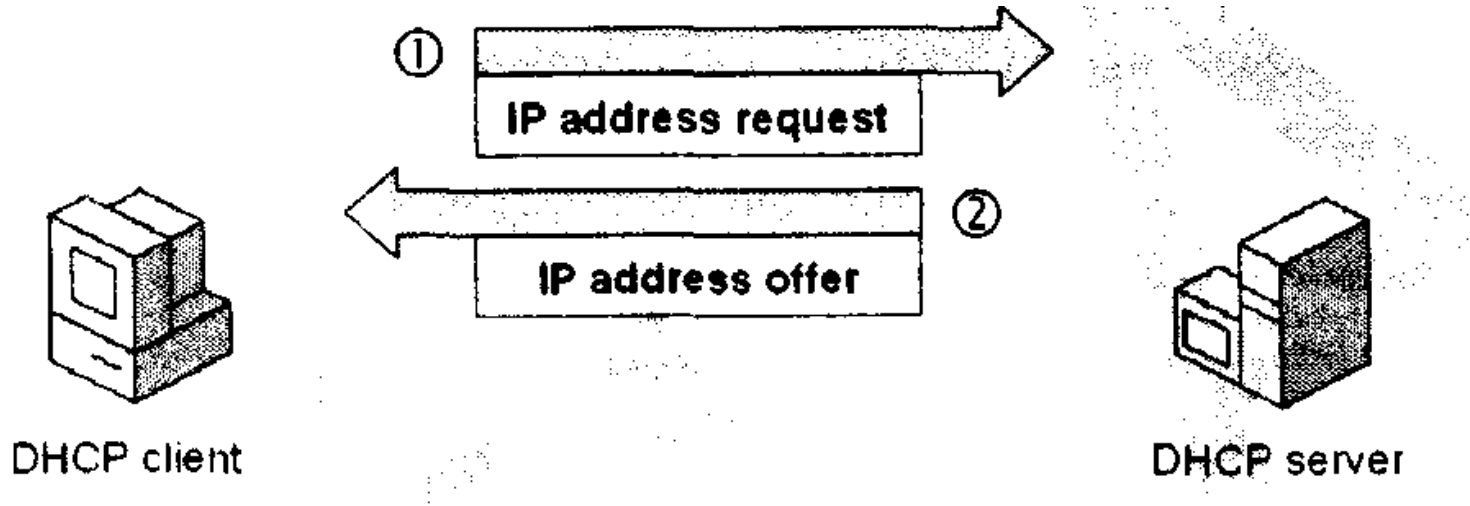 ①
IP address request
②
IP address offer
DHCP client
DHCP server